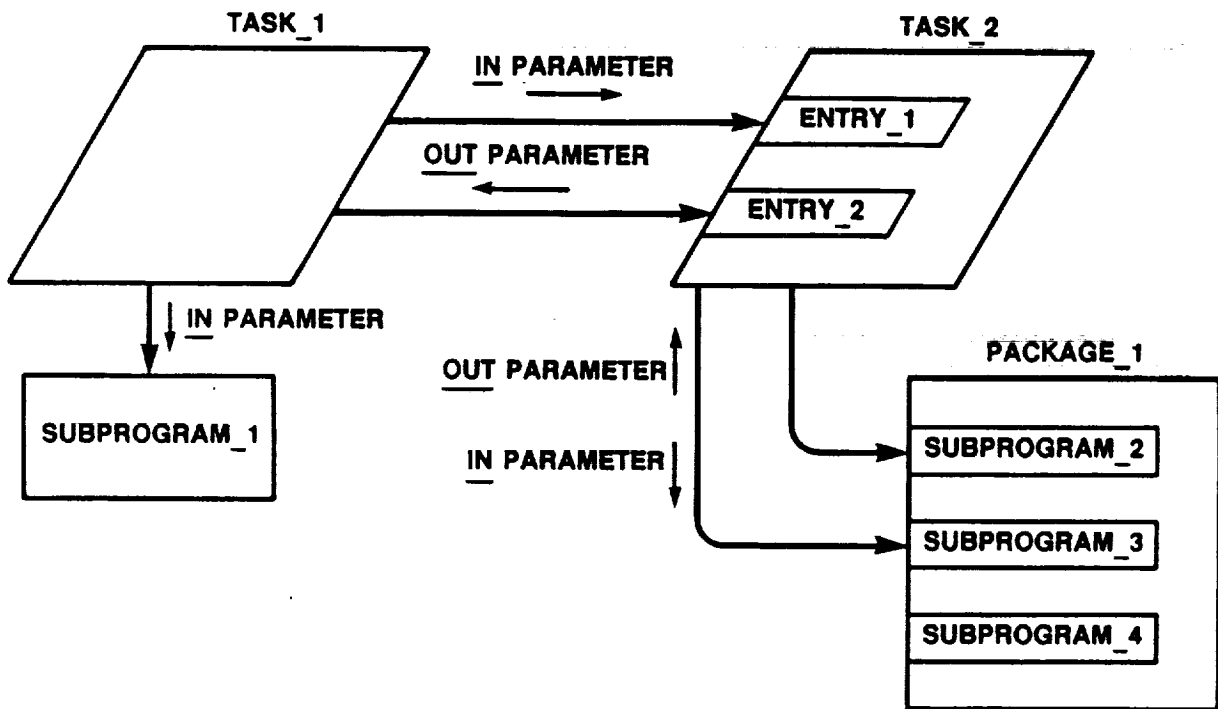 TASK_1
TASK_2
IN PARAMETER
ENTRY_1
OUT PARAMETER
ENTRY_2
IN PARAMETER
PACKAGE_1
OUT PARAMETER
SUBPROGRAM_1
SUBPROGRAM_2
IN PARAMETER
SUBPROGRAM_3
SUBPROGRAM_4